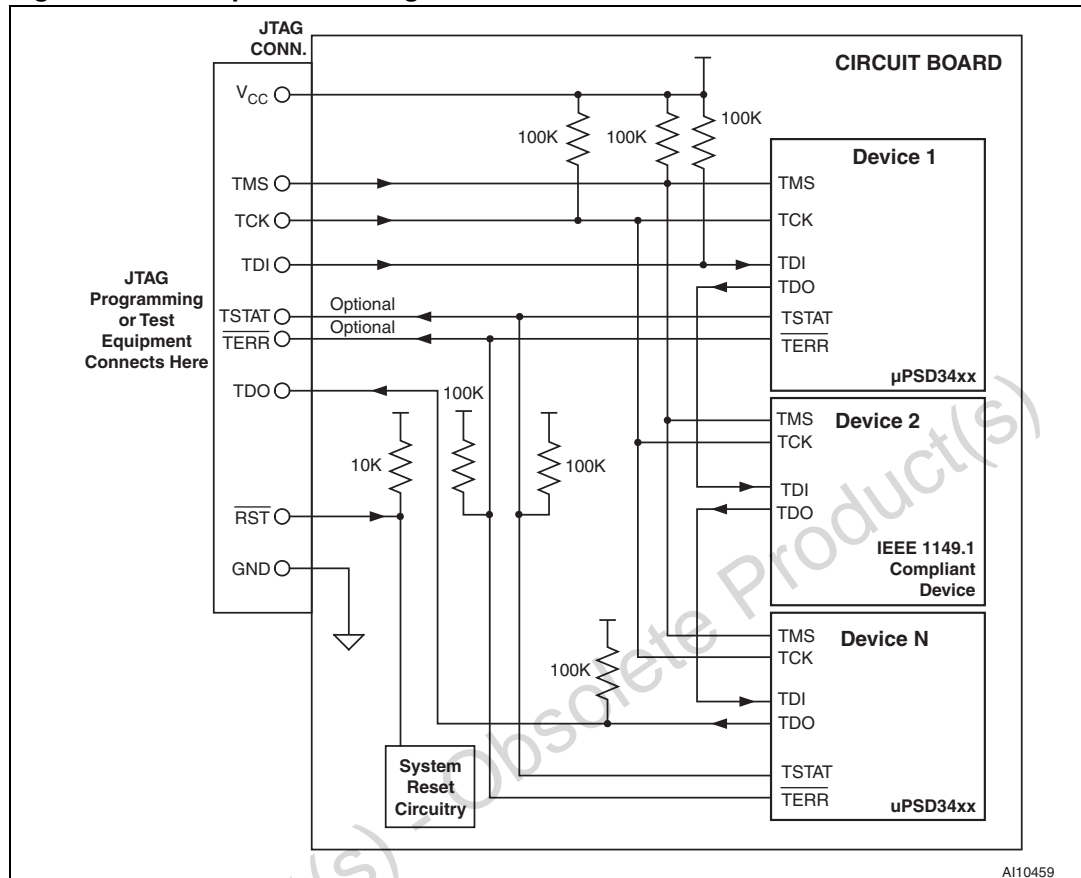 JTAG
CONN.
CIRCUIT BOARD
VCC
100K
100K
100K
Device 1
TMS
TMS
TCK
TCK
TDI
TDI
TDO
JTAG
Programming
or Test
Equipment
Connects Here
TSTAT
Optional
TSTAT
TERR
Optional
TERR
µPSD34xx
TDO
100K
TMS
Device 2
TCK
10K
100K
TDI
TDO
RST
IEEE 1149.1
Compliant
Device
GND
TMS
Device N
TCK
100K
TDI
TDO
System
Reset
Circuitry
TSTAT
TERR
uPSD34xx
(s) - Obsolete Product(s)
AI10459